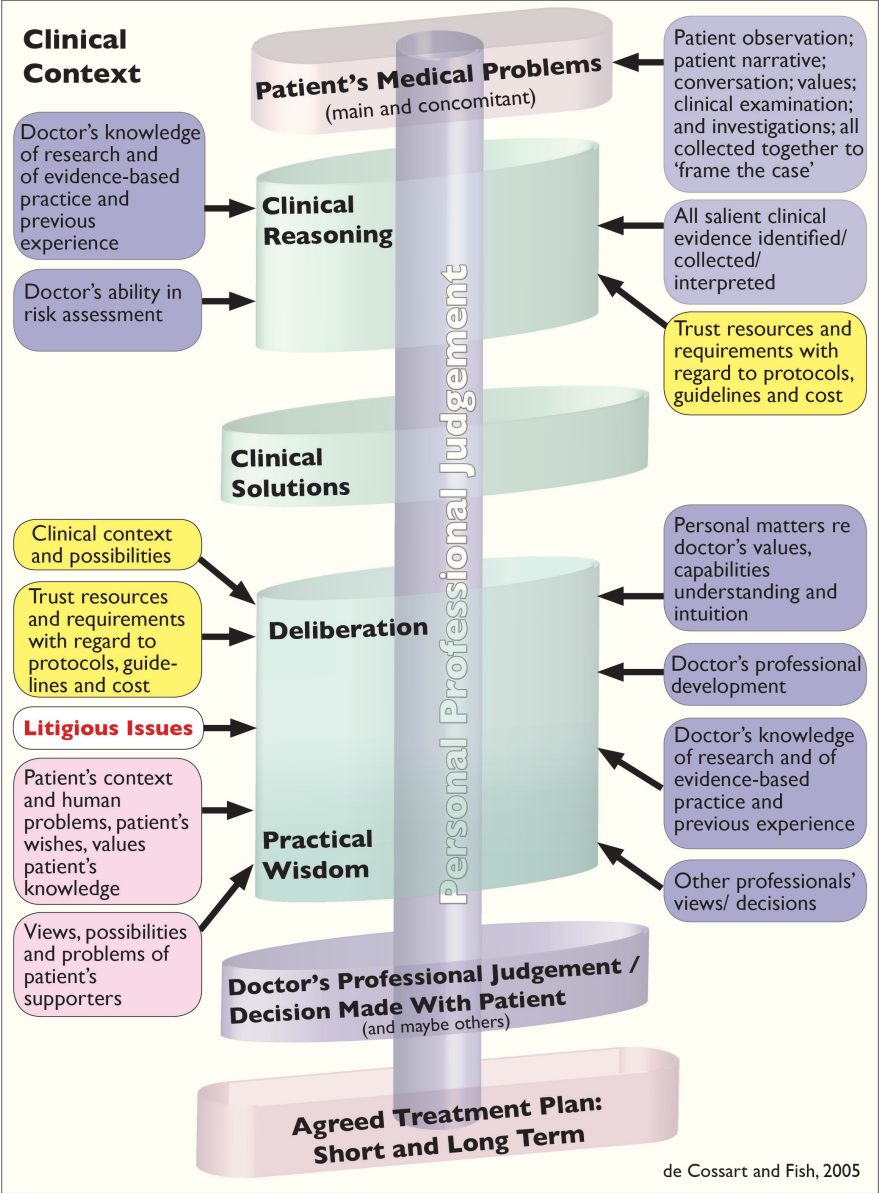 Clinical
Context
Patient's Medical Problems
(main and concomitant)
Patient observation;
patient narrative;
conversation; values;
clinical examination;
and investigations; all
collected together to
‘frame the case’
Doctor's knowledge
of research and
of evidence-based
practice and
previous
experience
Clinical
Reasoning
All salient clinical
evidence identified/
collected/
interpreted
Doctor's ability in
risk assessment
Trust resources and
requirements with
regard to protocols,
guidelines and cost
Personal Professional Judgement
Clinical
Solutions
Clinical context
and possibilities
Trust resources
and requirements
with regard to
protocols, guide-
lines and cost
Litigious Issues
Patient's context
and human
problems, patient's
wishes, values
patient's
knowledge
Views, possibilities
and problems of
patient's
supporters
Deliberation
Practical
Wisdom
Personal matters re
doctor's values,
capabilities
understanding and
intuition
Doctor's professional
development
Doctor's knowledge
of research and of
evidence-based
practice and
previous experience
Other professionals'
views/ decisions
Doctor's Professional Judgement /
Decision Made With Patient
(and maybe others)
Agreed Treatment Plan:
Short and Long Term
de Cossart and Fish, 2005